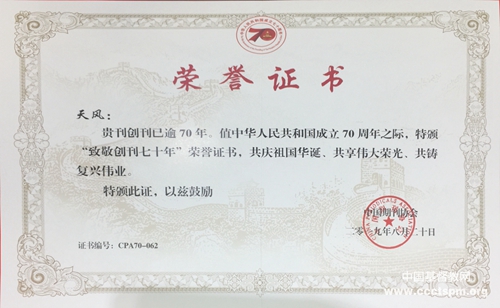 荣誉证书
天风：
贵刊创刊已逾 70 年。值中华人民共和国成立 70 周年之际，特颁
“致敬创刊七十年”荣誉证书，共庆祖国华诞、共享伟大荣光、共铸
复兴伟业。
特颁此证，以兹鼓励
中国期刊协会
二〇一九年八月二十日
证书编号：CPA70-062
中国基督教网
www.ccctspm.org